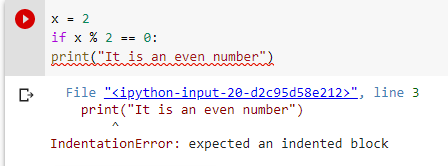 x = 2
if x % 2 == 0:
print("It is an even number")
File "<ipython-input-20-d2c95d58e212>", line 3
print("It is an even number")
^
IndentationError: expected an indented block